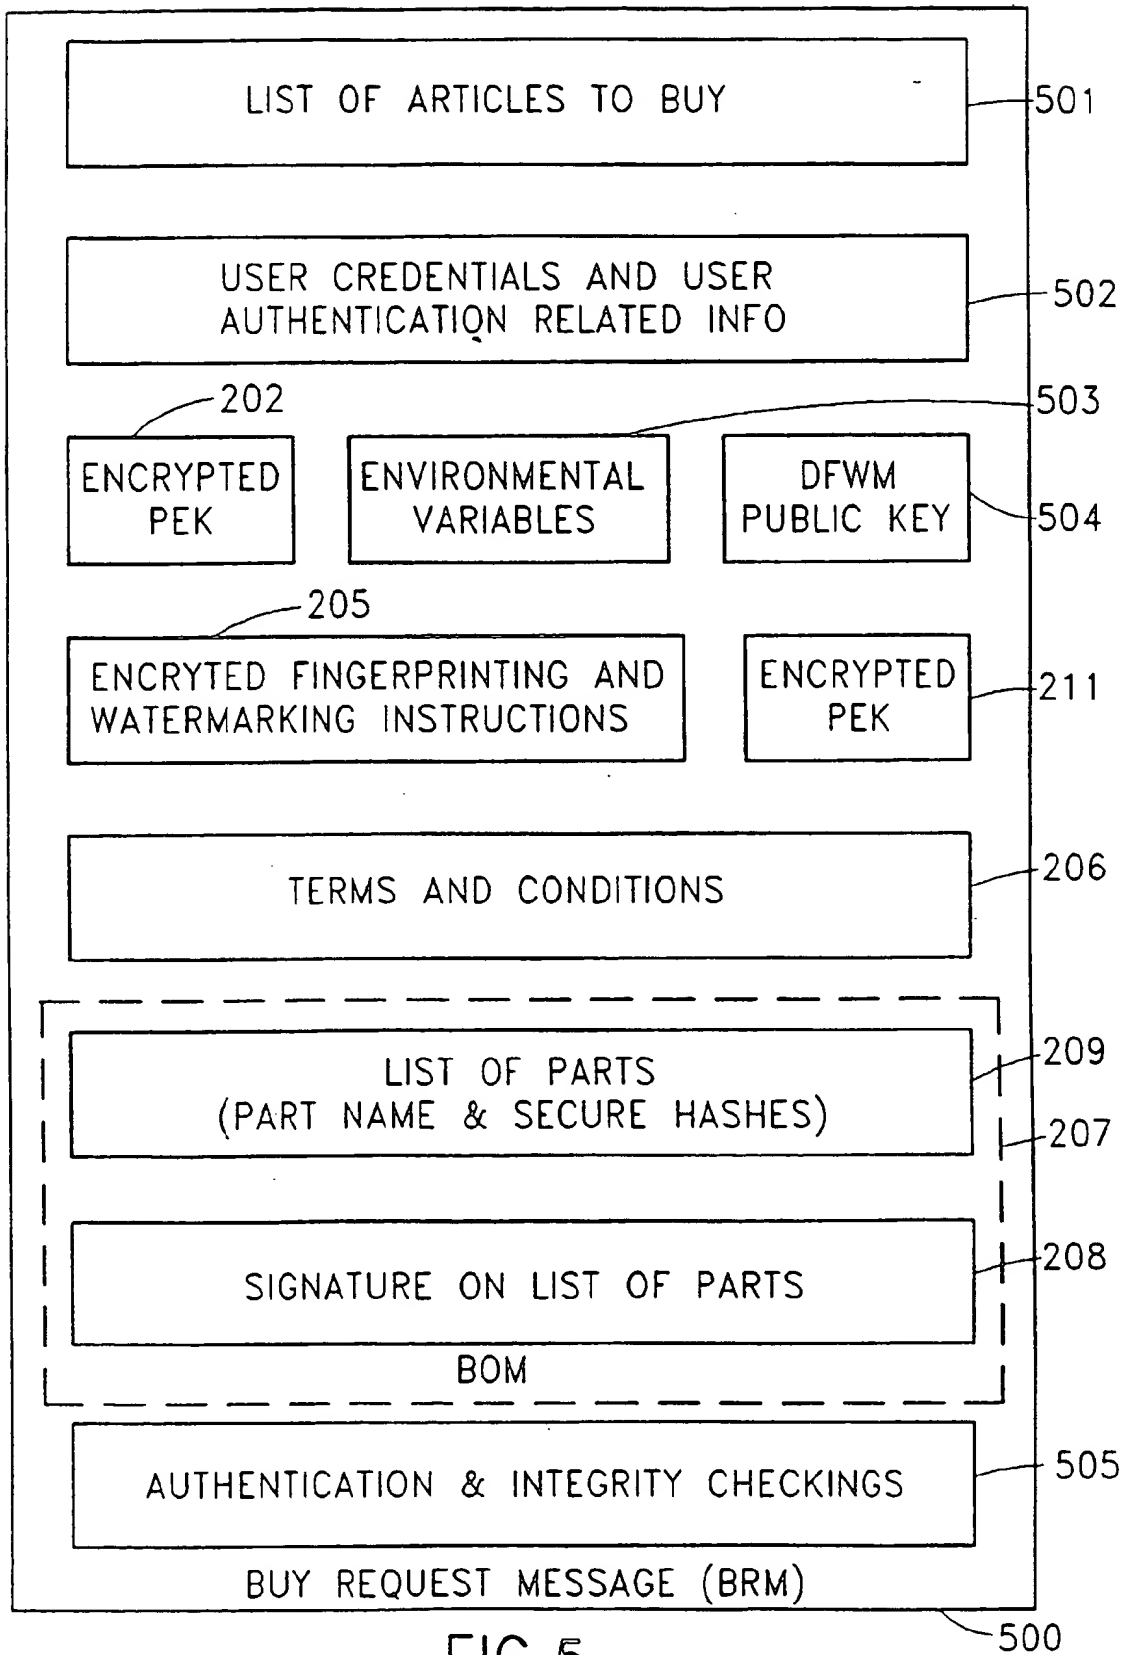 LIST OF ARTICLES TO BUY
501
USER CREDENTIALS AND USER
AUTHENTICATION RELATED INFO
502
202
503
ENCRYPTED
PEK
ENVIRONMENTAL
VARIABLES
DFWM
PUBLIC KEY
504
205
ENCRYTED FINGERPRINTING AND
WATERMARKING INSTRUCTIONS
ENCRYPTED
PEK
211
TERMS AND CONDITIONS
206
LIST OF PARTS
(PART NAME & SECURE HASHES)
209
207
SIGNATURE ON LIST OF PARTS
208
BOM
AUTHENTICATION & INTEGRITY CHECKINGS
505
BUY REQUEST MESSAGE (BRM)
500
FIG. 5